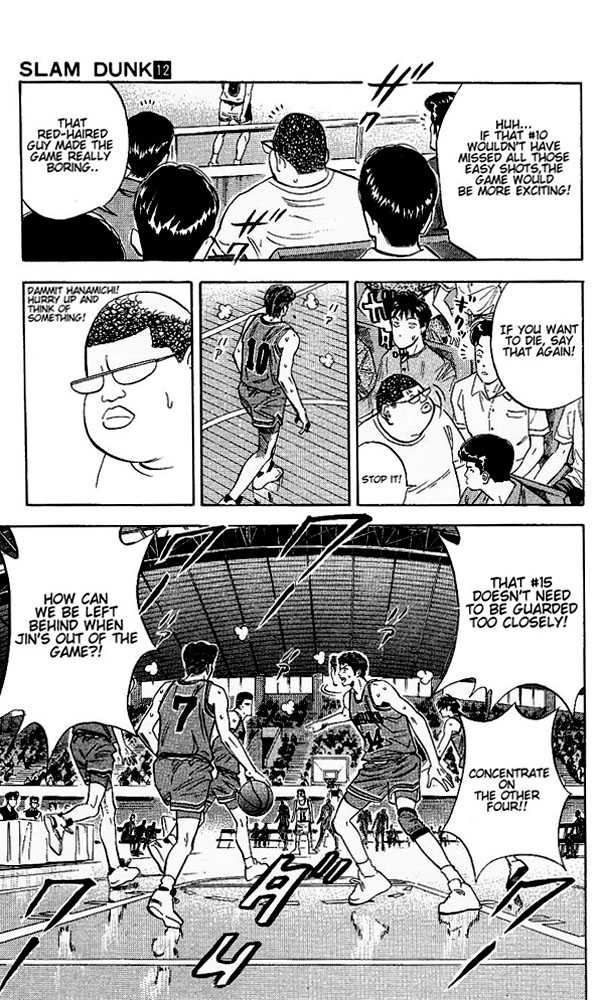 SLAM DUNK 12
HUH...
IF THAT #10
WOULDN'T HAVE
MISSED ALL THOSE
EASY SHOTS,THE
GAME WOULD
BE MORE EXCITING!
THAT
RED-HAIRED
GUY MADE THE
GAME REALLY
BORING..
IF YOU WANT
TO DIE, SAY
THAT AGAIN!
STOP IT!
10
DAMMIT HANAMICHI!
HURRY UP AND
THINK OF
SOMETHING!
THAT #15
DOESN'T NEED
TO BE GUARDED
TOO CLOSELY!
CONCENTRATE
ON
THE OTHER
FOUR!!
HOW CAN
WE BE LEFT
BEHIND WHEN
JIN'S OUT OF THE
GAME?!
7
14